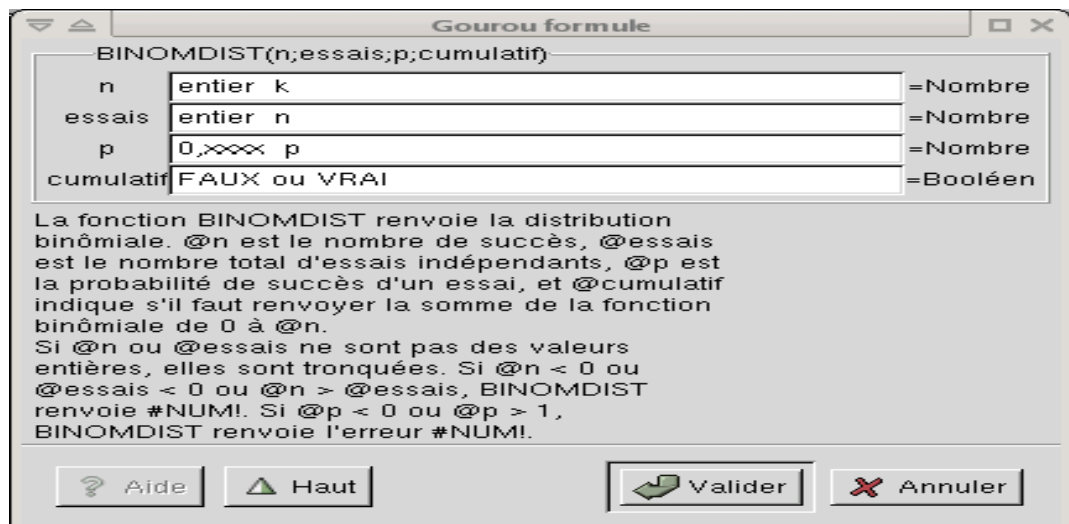 Gourou formule
BINOMDIST(n;essais;p;cumulatif)
n entier k =Nombre
essais entier n =Nombre
p 0,xxxx p =Nombre
cumulatif FAUX ou VRAI =Booléen
La fonction BINOMDIST renvoie la distribution
binômiale. @n est le nombre de succès, @essais
est le nombre total d'essais indépendants, @p est
la probabilité de succès d'un essai, et @cumulatif
indique s'il faut renvoyer la somme de la fonction
binômiale de 0 à @n.
Si @n ou @essais ne sont pas des valeurs
entières, elles sont tronquées. Si @n < 0 ou
@essais < 0 ou @n > @essais, BINOMDIST
renvoie #NUM!. Si @p < 0 ou @p > 1,
BINOMDIST renvoie l'erreur #NUM!.
Aide Haut Valider Annuler